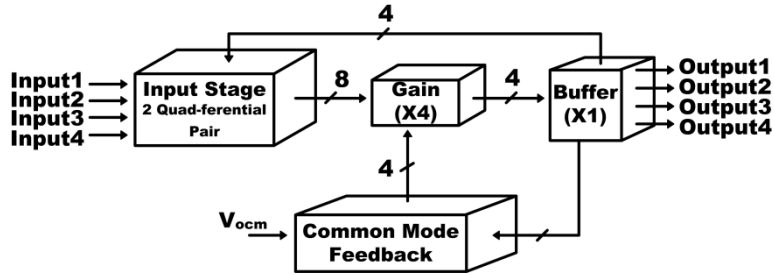 4
Input1
Input2
Input3
Input4
Input Stage
2 Quad-ferential
Pair
8
Gain
(X4)
4
Buffer
(X1)
Output1
Output2
Output3
Output4
4
Vocm
Common Mode
Feedback